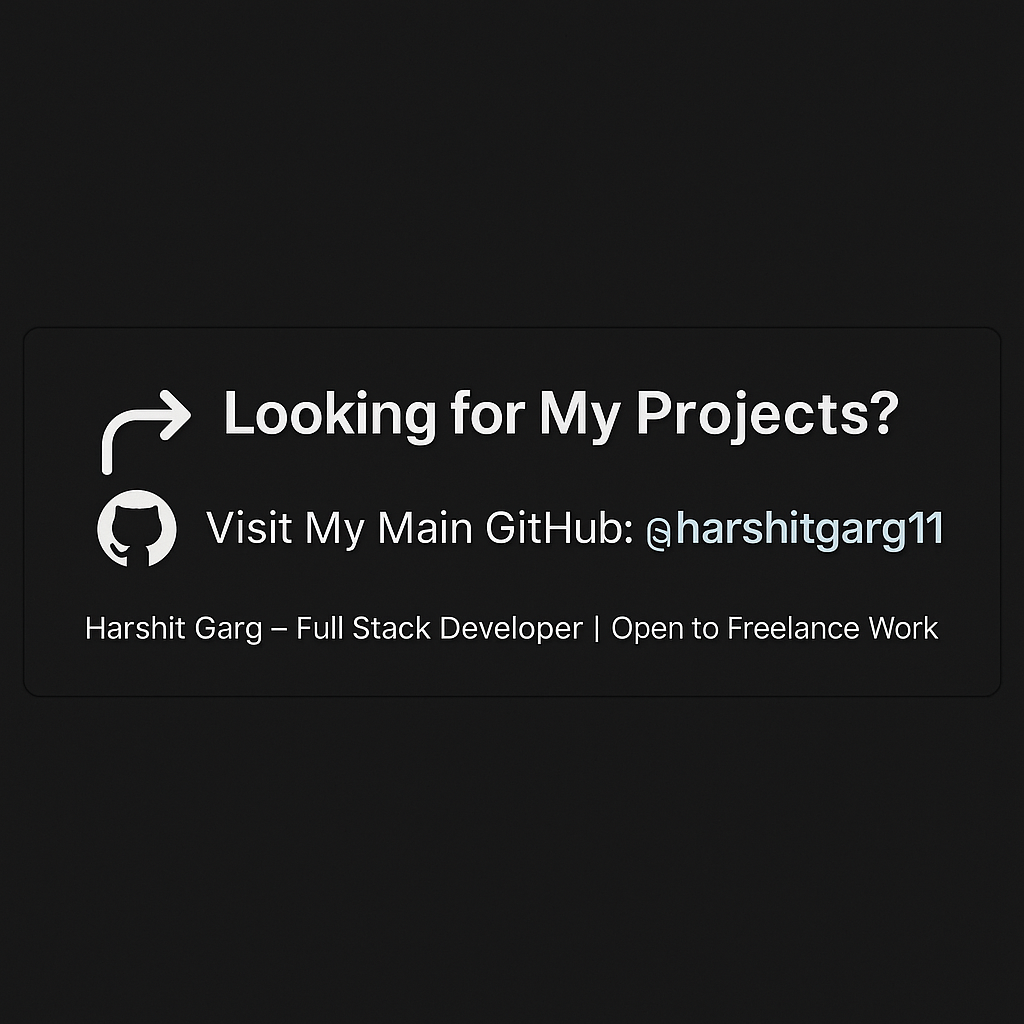 Looking for My Projects?
Visit My Main GitHub: @harshitgarg11
Harshit Garg – Full Stack Developer | Open to Freelance Work